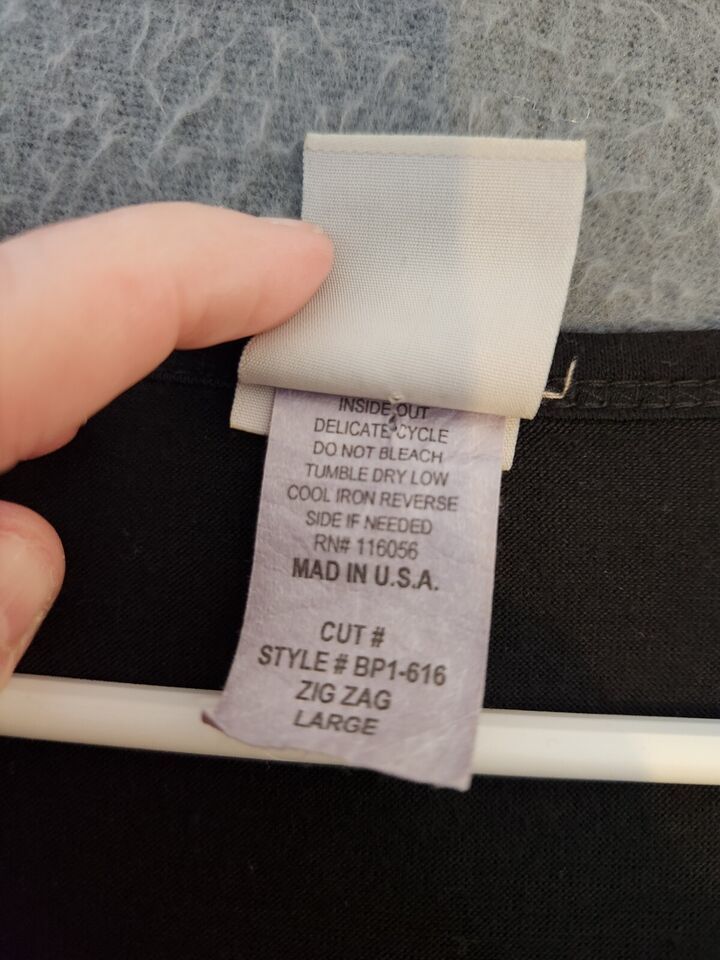 INSIDE OUT
DELICATE CYCLE
DO NOT BLEACH
TUMBLE DRY LOW
COOL IRON REVERSE
SIDE IF NEEDED
RN# 116056
MAD IN U.S.A.
CUT #
STYLE # BP1-616
ZIG ZAG
LARGE